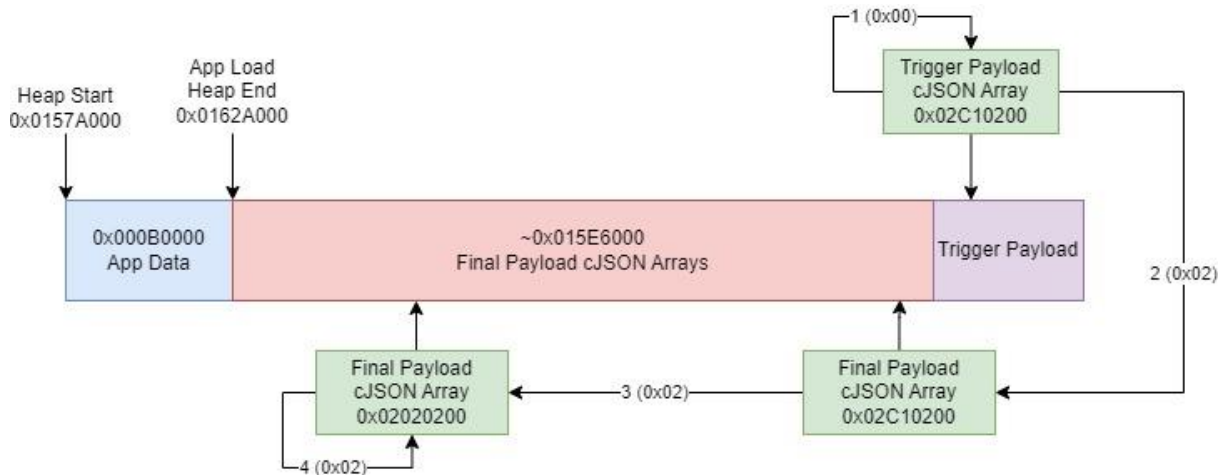 1 (0x00)
App Load
Heap End
0x0162A000
Heap Start
0x0157A000
Trigger Payload
cJSON Array
0x02C10200
0x000B0000
App Data
~0x015E6000
Final Payload cJSON Arrays
Trigger Payload
2 (0x02)
Final Payload
cJSON Array
0x02020200
3 (0x02)
Final Payload
cJSON Array
0x02C10200
4 (0x02)